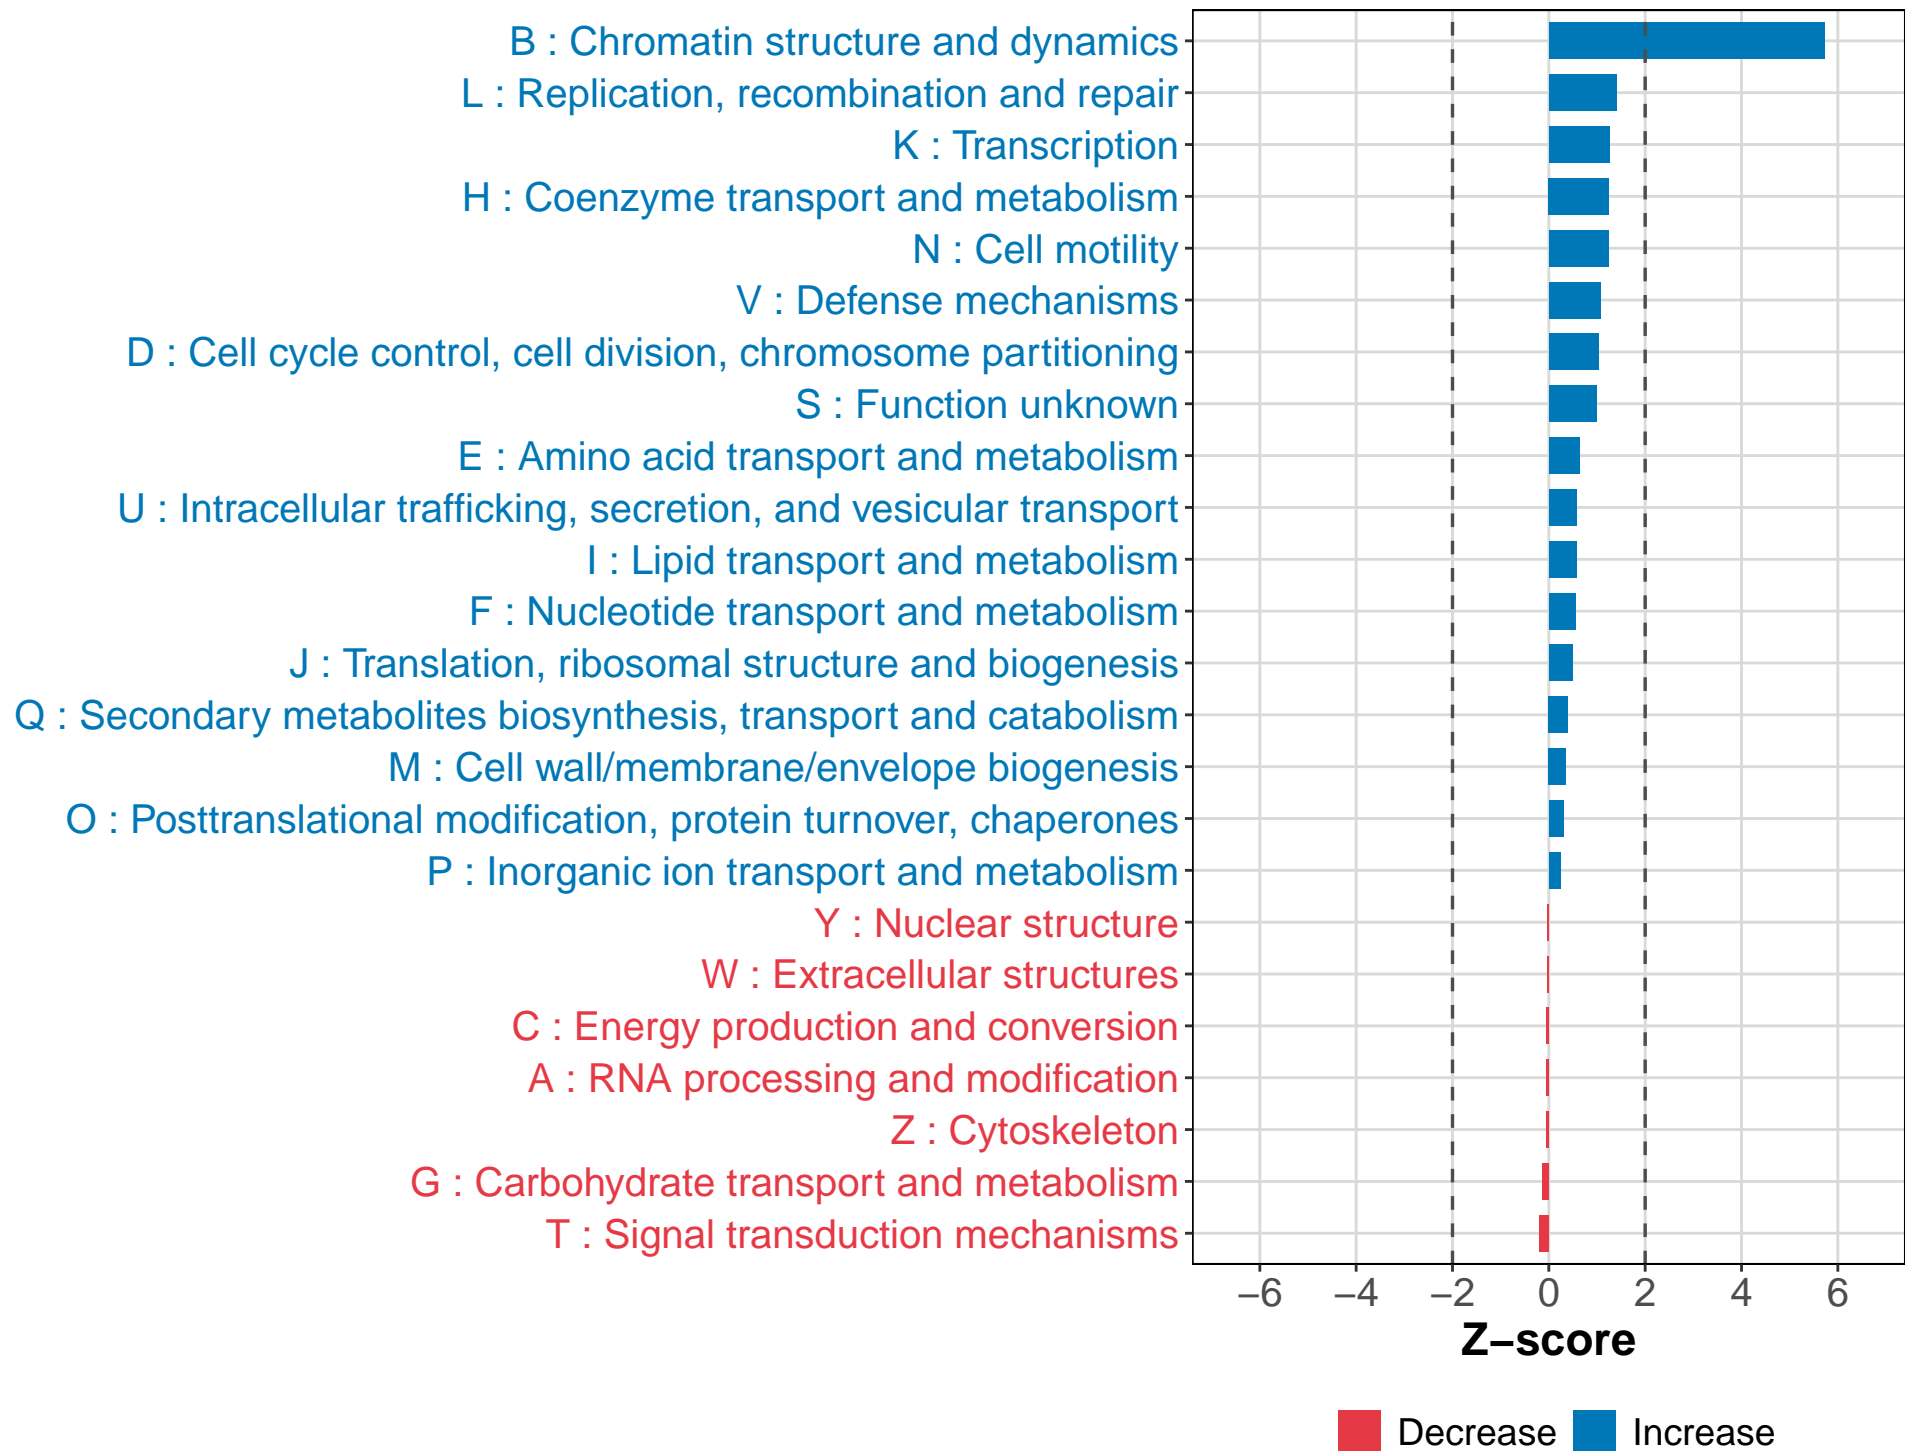 B : Chromatin structure and dynamics
L : Replication, recombination and repair
K : Transcription
H : Coenzyme transport and metabolism
N : Cell motility
V : Defense mechanisms
D : Cell cycle control, cell division, chromosome partitioning
S : Function unknown
E : Amino acid transport and metabolism
U : Intracellular trafficking, secretion, and vesicular transport
I : Lipid transport and metabolism
F : Nucleotide transport and metabolism
J : Translation, ribosomal structure and biogenesis
Q : Secondary metabolites biosynthesis, transport and catabolism
M : Cell wall/membrane/envelope biogenesis
O : Posttranslational modification, protein turnover, chaperones
P : Inorganic ion transport and metabolism
Y : Nuclear structure
W : Extracellular structures
C : Energy production and conversion
A : RNA processing and modification
Z : Cytoskeleton
G : Carbohydrate transport and metabolism
T : Signal transduction mechanisms
−6 −4 −2 0 2 4 6
Z−score
Decrease Increase